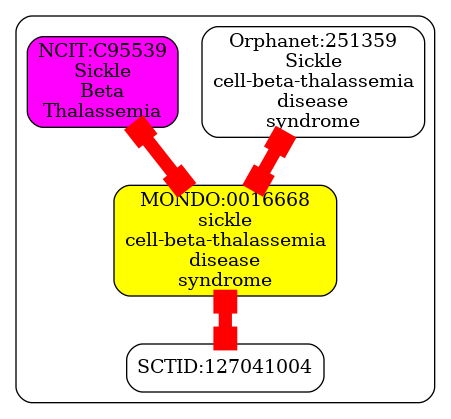 NCIT:C95539
Sickle
Beta
Thalassemia
Orphanet:251359
Sickle
cell-beta-thalassemia
disease
syndrome
MONDO:0016668
sickle
cell-beta-thalassemia
disease
syndrome
SCTID:127041004